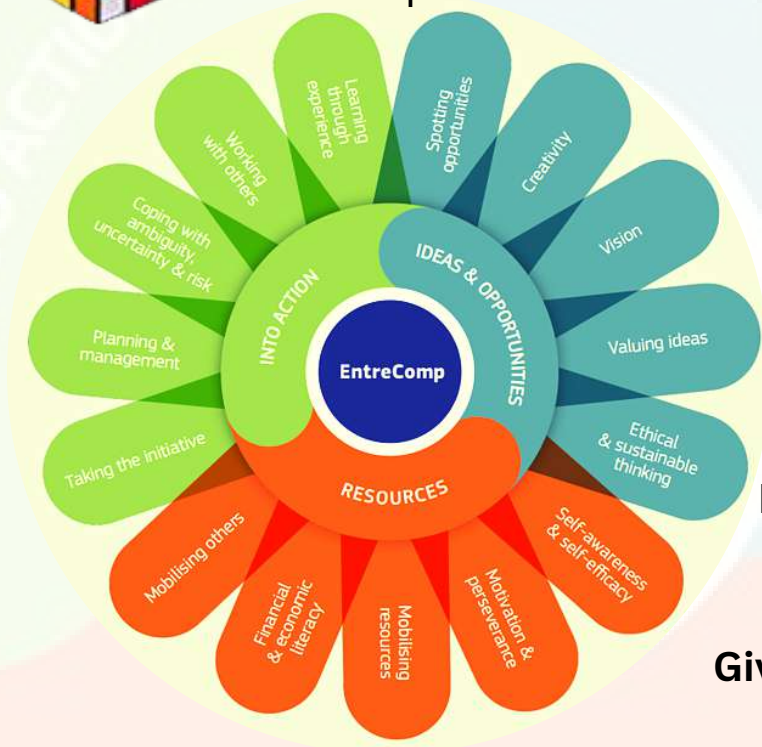 EntreComp
IDEAS & OPPORTUNITIES
Spotting
opportunities
Creativity
Vision
Valuing ideas
Ethical
& sustainable
thinking
RESOURCES
Self-awareness
& self-efficacy
Motivation &
perseverance
Mobilising
resources
Financial
& economic
literacy
Mobilising others
INTO ACTION
Taking the initiative
Planning &
management
Coping with
ambiguity,
uncertainty & risk
Working
with others
Learning
through
experience